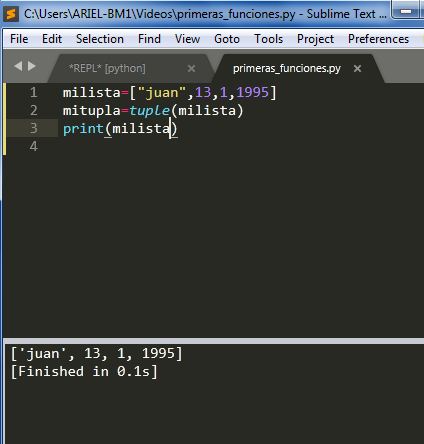 C:\Users\ARIEL-BM1\Videos\primeras_funciones.py - Sublime Text ...
File Edit Selection Find View Goto Tools Project Preferences
*REPL* [python] × primeras_funciones.py ×
1 milista=["juan",13,1,1995]
2 mitupla=tuple(milista)
3 print(milista)
4
['juan', 13, 1, 1995]
[Finished in 0.1s]